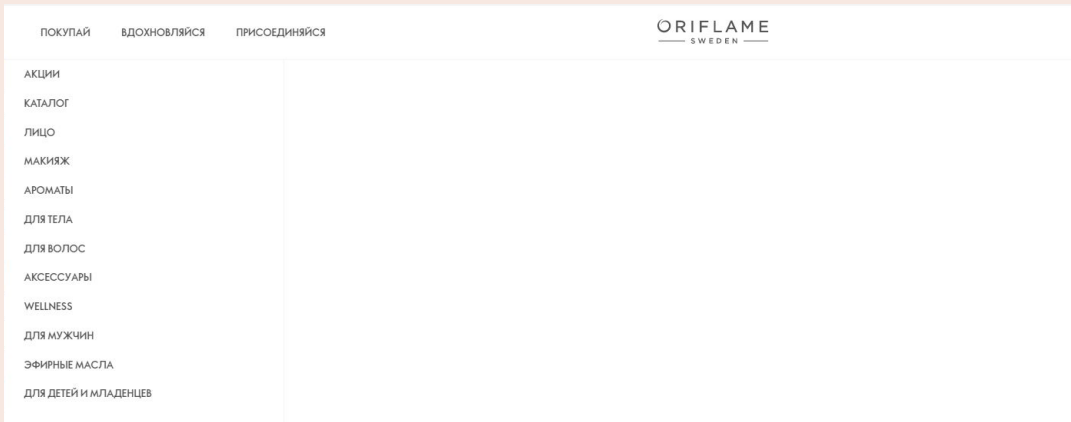 ПОКУПАЙ ВДОХНОВЛЯЙСЯ ПРИСОЕДИНЯЙСЯ
ORIFLAME
SWEDEN
АКЦИИ
КАТАЛОГ
ЛИЦО
МАКИЯЖ
АРОМАТЫ
ДЛЯ ТЕЛА
ДЛЯ ВОЛОС
АКСЕССУАРЫ
WELLNESS
ДЛЯ МУЖЧИН
ЭФИРНЫЕ МАСЛА
ДЛЯ ДЕТЕЙ И МЛАДЕНЦЕВ